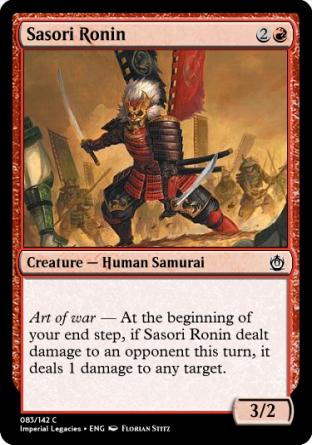 Sasori Ronin 2
Creature — Human Samurai
Art of war — At the beginning of
your end step, if Sasori Ronin dealt
damage to an opponent this turn, it
deals 1 damage to any target.
083/142 C
Imperial Legacies • ENG Florian Stitz
3/2